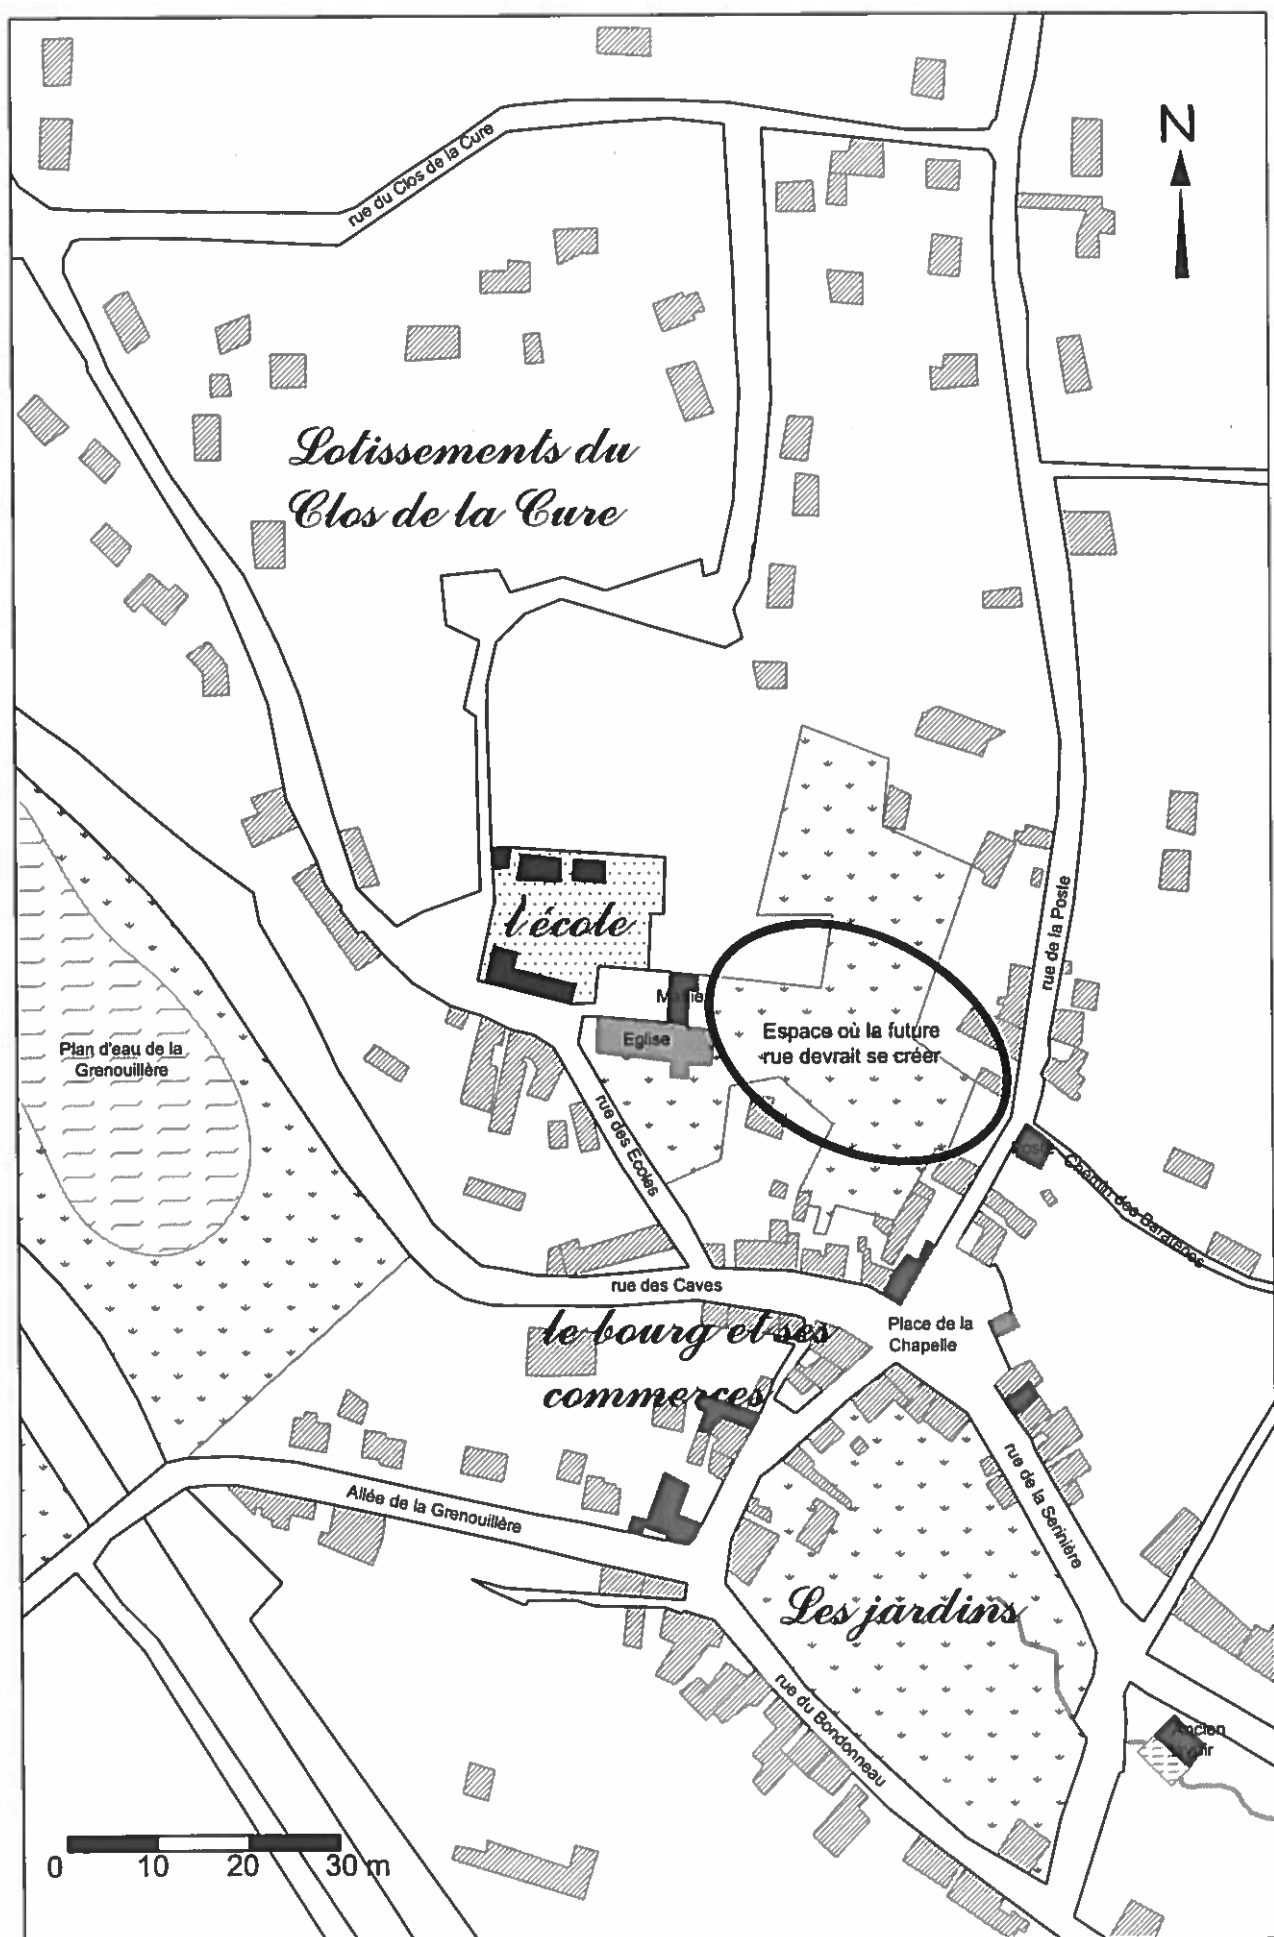 N
rue du Clos de la Cure
Lotissements du
Clos de la Cure
l'école
rue de la Poste
Eglise
Espace où la future
rue devrait se créer
Plan d'eau de la
Grenouillère
rue des Ecoles
Chemin des
rue des Caves
Place de la
Chapelle
le bourg et ses
commerces
Allée de la Grenouillère
rue de la Serinière
Les jardins
rue du Bondonneau
Ancien
0 10 20 30 m